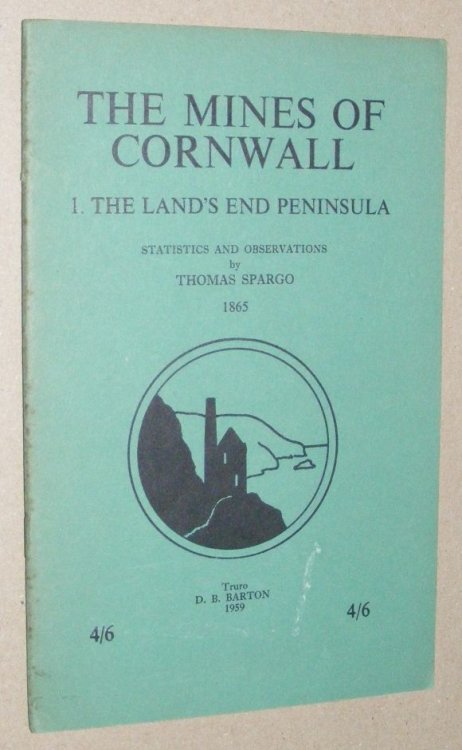 THE MINES OF
CORNWALL
1. THE LAND'S END PENINSULA
STATISTICS AND OBSERVATIONS
by
THOMAS SPARGO
1865
Truro
D. B. BARTON
1959
4/6
4/6